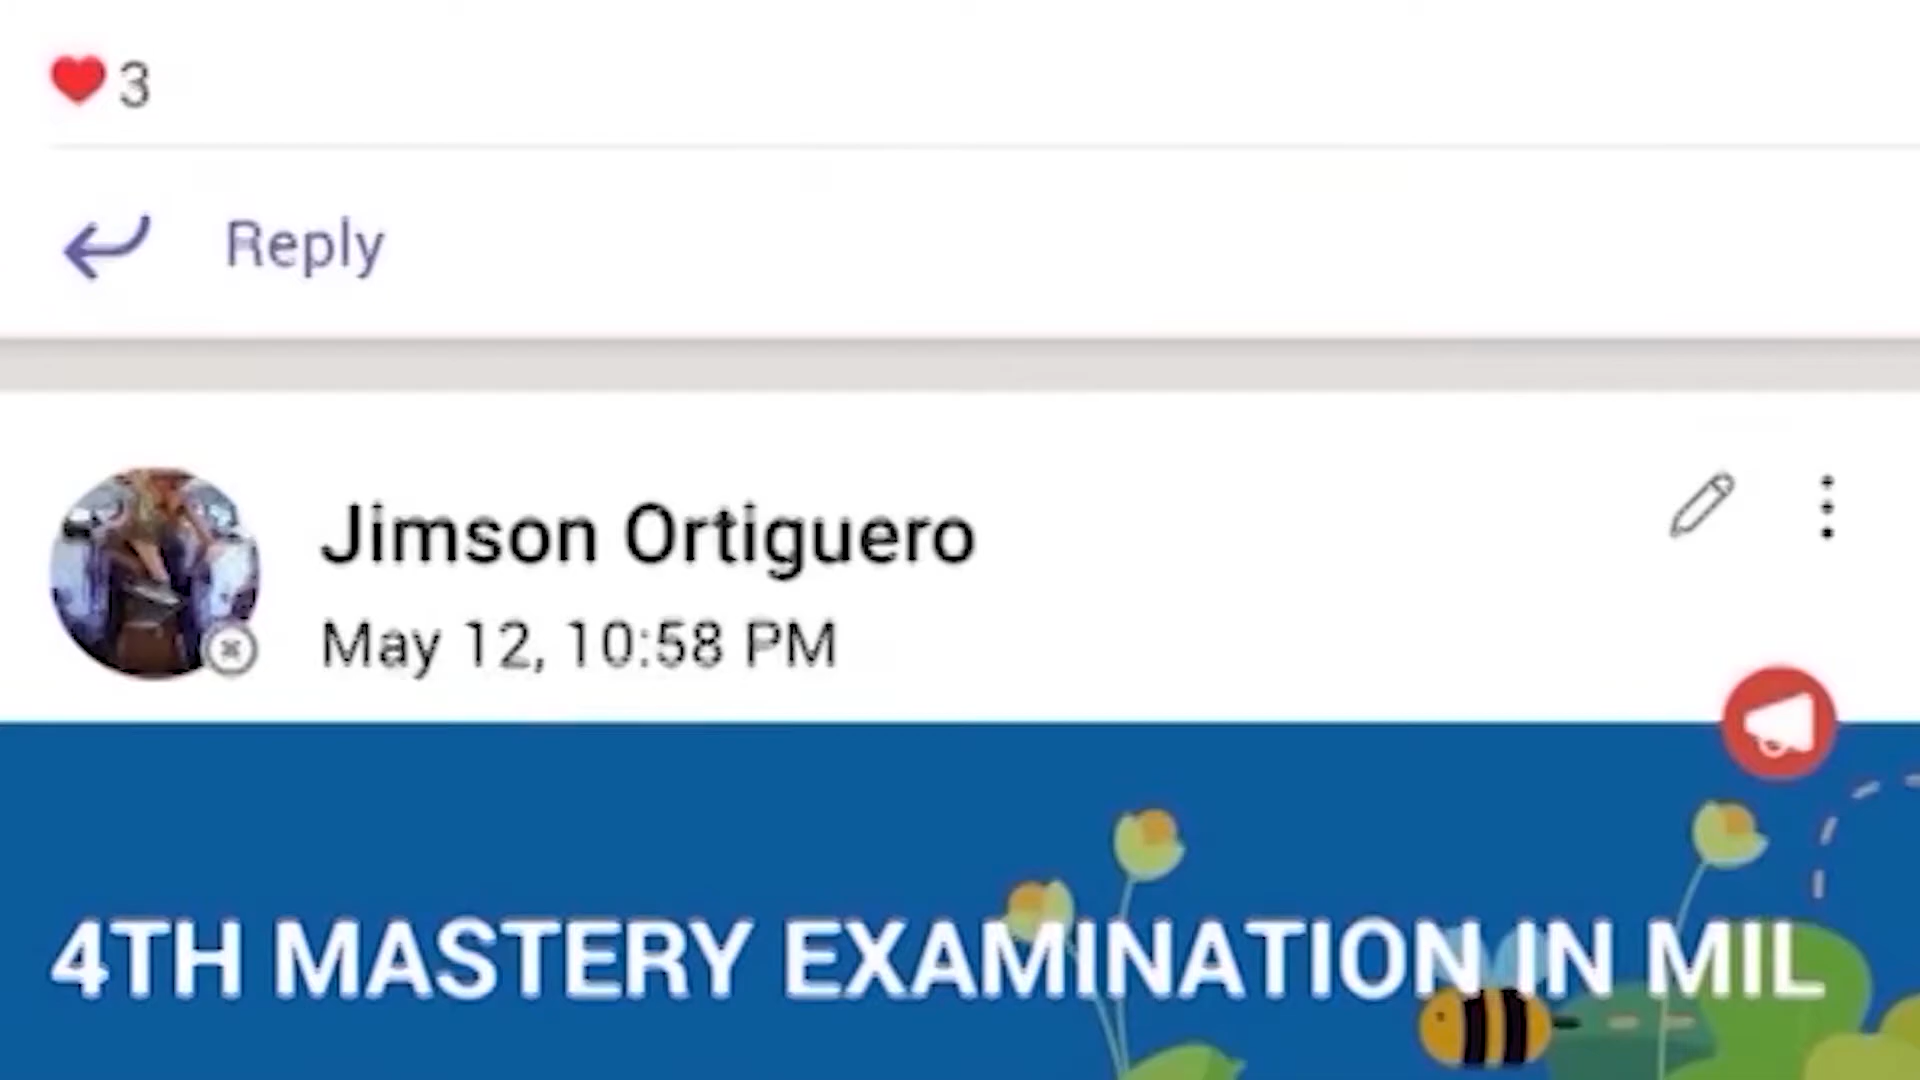 3
Reply
Jimson Ortiguero
May 12, 10:58 PM
4TH MASTERY EXAMINATION IN MIL